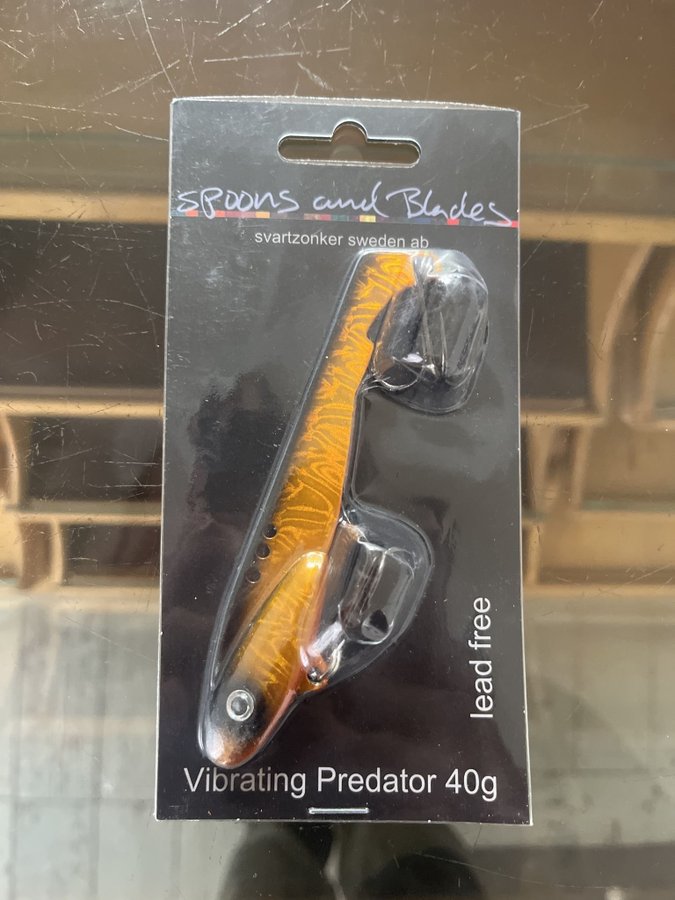 spoons and Blades
svartzonker sweden ab
lead free
Vibrating Predator 40g